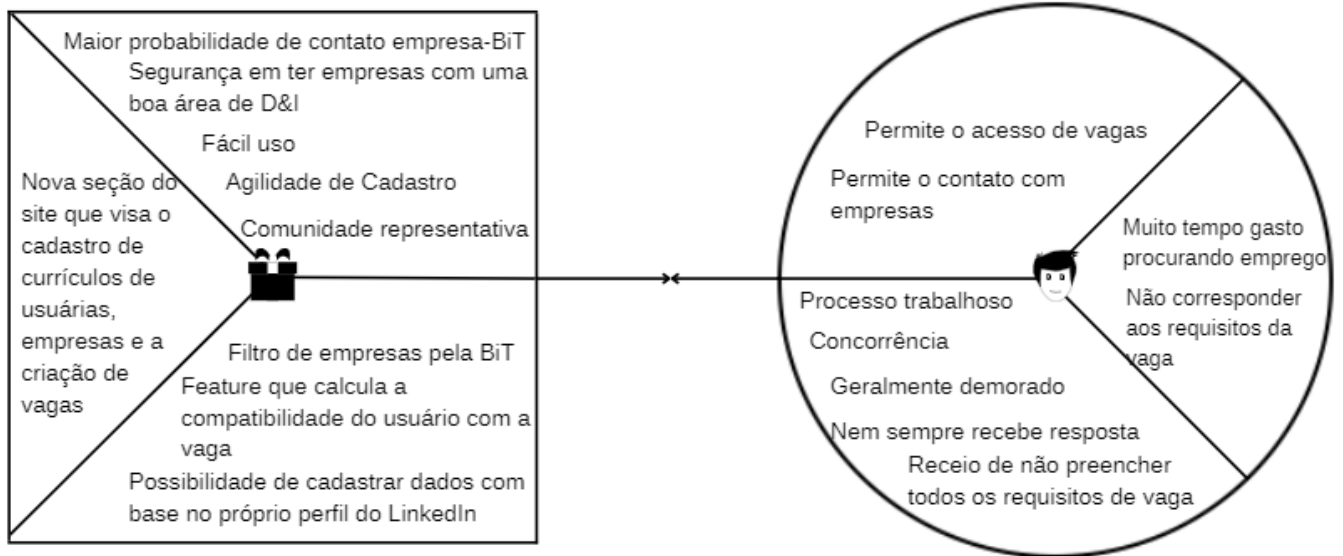 Maior probabilidade de contato empresa-BiT
Segurança em ter empresas com uma
boa área de D&I
Fácil uso
Agilidade de Cadastro
Comunidade representativa
Nova seção do
site que visa o
cadastro de
currículos de
usuárias,
empresas e a
criação de
vagas
Filtro de empresas pela BiT
Feature que calcula a
compatibilidade do usuário com a
vaga
Possibilidade de cadastrar dados com
base no próprio perfil do LinkedIn
Permite o acesso de vagas
Permite o contato com
empresas
Muito tempo gasto
procurando emprego
Não corresponder
aos requisitos da
vaga
Processo trabalhoso
Concorrência
Geralmente demorado
Nem sempre recebe resposta
Receio de não preencher
todos os requisitos de vaga